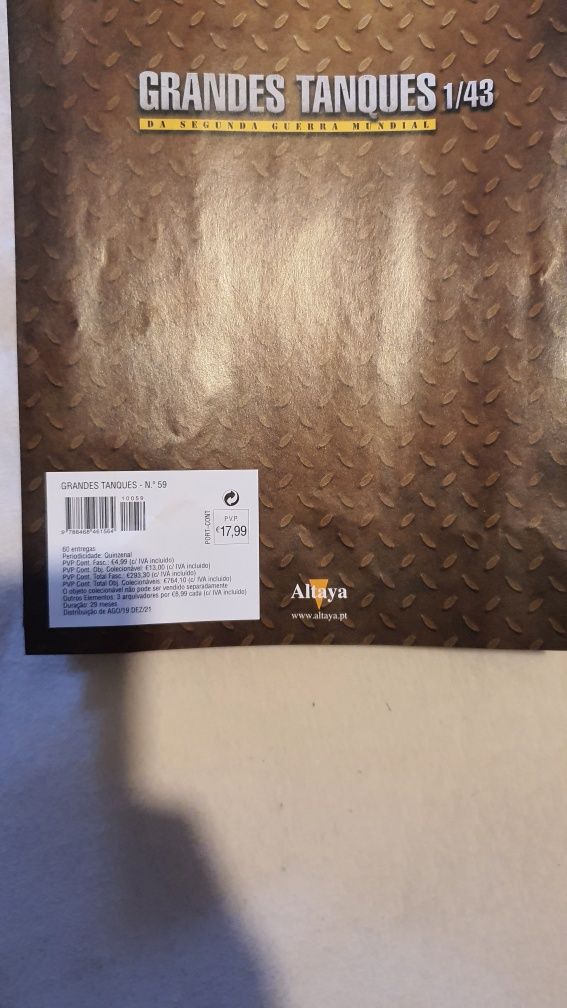 GRANDES TANQUES 1/43
DA SEGUNDA GUERRA MUNDIAL
GRANDES TANQUES - N.º 59
10059
9 788468 461564
PORT-CONT
P.V.P.
€17,99
60 entregas
Periodicidade: Quinzenal
PVP Cont. Fasc.: €4,99 (c/ IVA incluído)
PVP Cont. Obj. Colecionável: €13,00 (c/ IVA incluído)
PVP Cont. Total Fasc.: €293,30 (c/ IVA incluído)
PVP Cont. Total Obj. Colecionáveis: €764,10 (c/ IVA incluído)
O objeto colecionável não pode ser vendido separadamente
Outros Elementos: 3 arquivadores por €8,99 cada (c/ IVA incluído)
Duração: 29 meses
Distribuição de AGO/19 DEZ/21
Altaya
www.altaya.pt